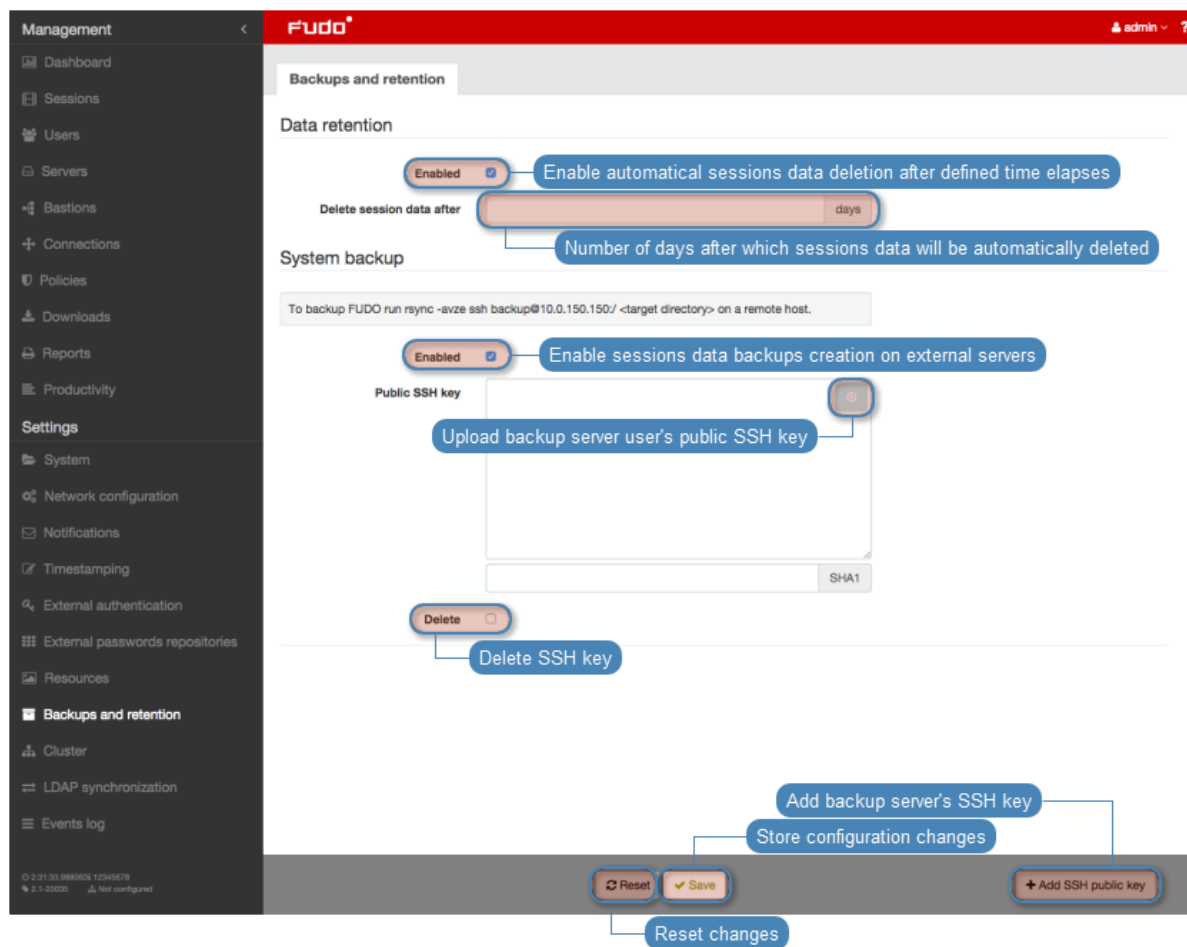 Management
Dashboard
Sessions
Users
Servers
Bastions
Connections
Policies
Downloads
Reports
Productivity
Settings
System
Network configuration
Notifications
Timestamping
External authentication
External passwords repositories
Resources
Backups and retention
Cluster
LDAP synchronization
Events log
2.1-23035 Not configured
FUDO
admin ?
Backups and retention
Data retention
Enabled
Enable automatical sessions data deletion after defined time elapses
Delete session data after
days
Number of days after which sessions data will be automatically deleted
System backup
To backup FUDO run rsync -avze ssh backup@10.0.150.150:/ <target directory> on a remote host.
Enabled
Enable sessions data backups creation on external servers
Public SSH key
Upload backup server user's public SSH key
SHA1
Delete
Delete SSH key
Add backup server's SSH key
Store configuration changes
Reset
Save
Add SSH public key
Reset changes